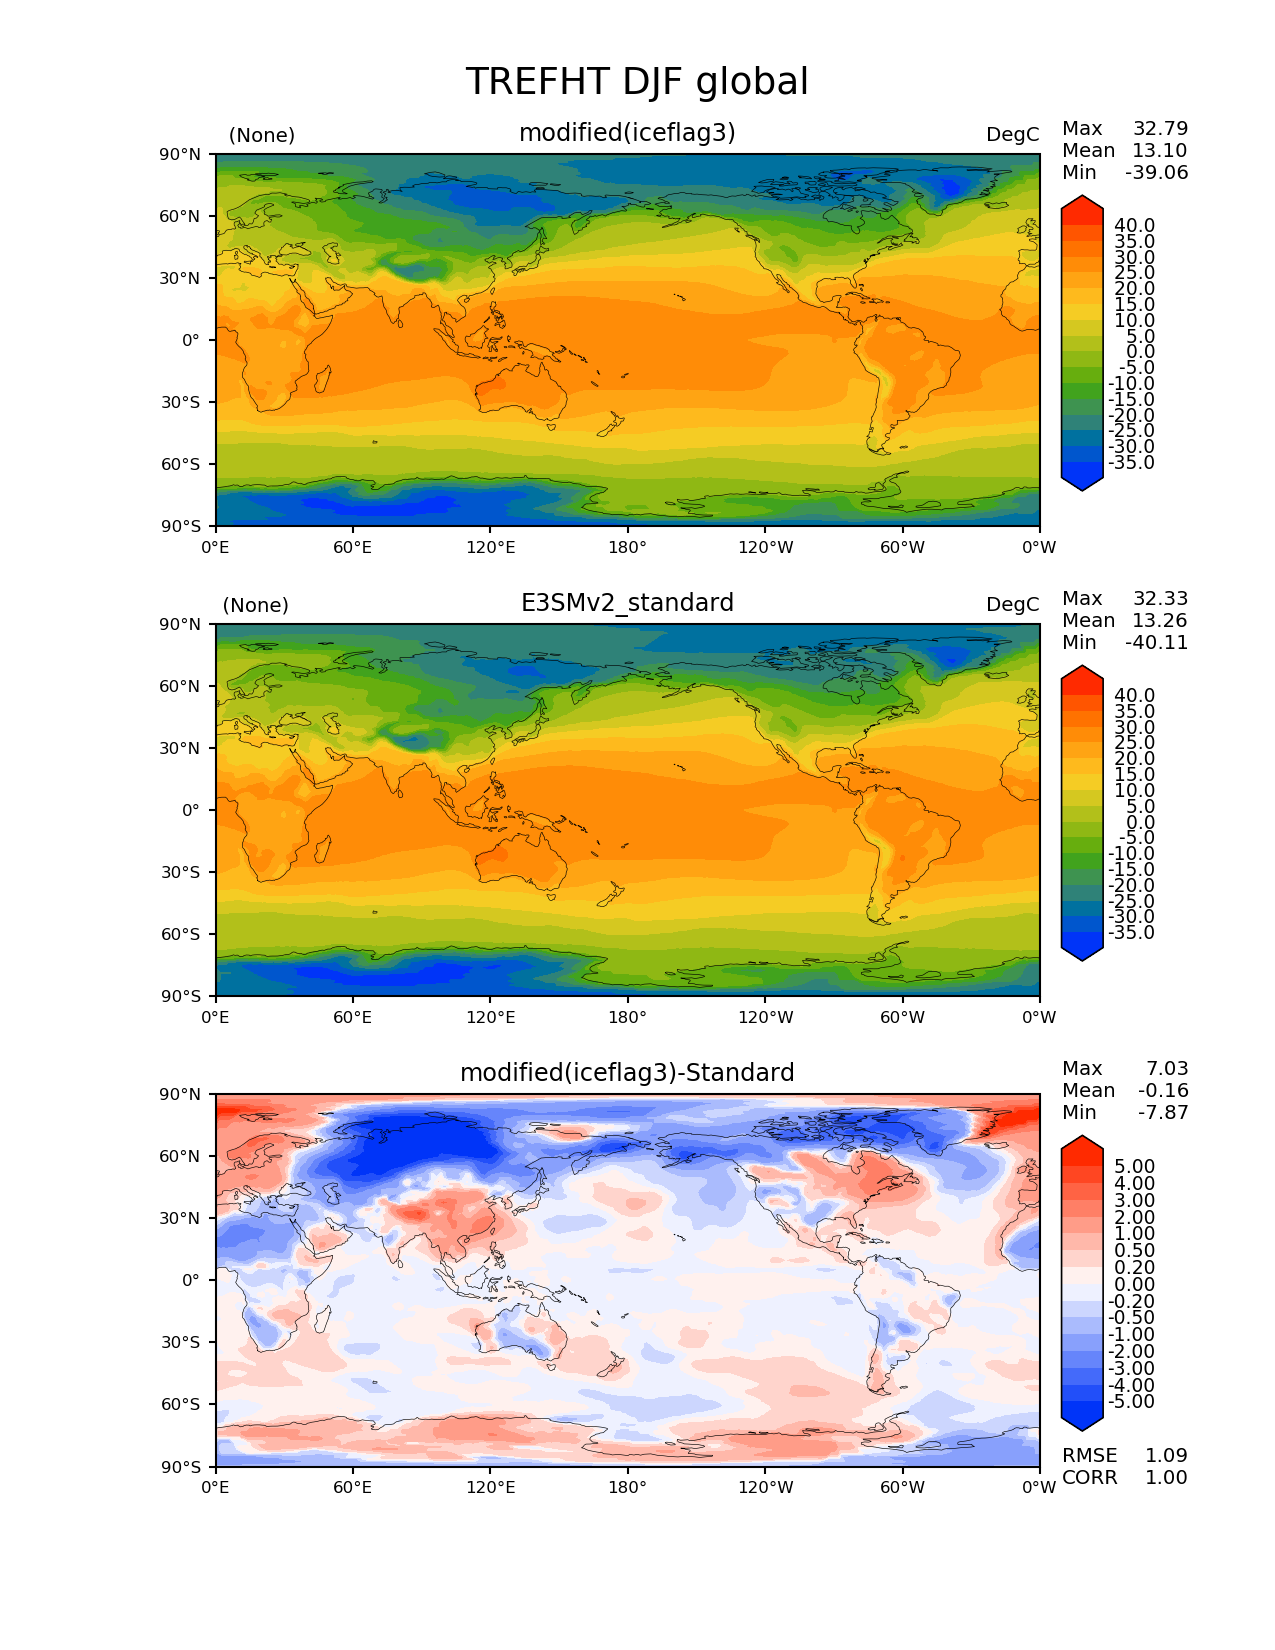 TREFHT DJF global
(None) modified(iceflag3) DegC
Max 32.79
Mean 13.10
Min -39.06
90°N
60°N
30°N
0°
30°S
60°S
90°S
0°E 60°E 120°E 180° 120°W 60°W 0°W
40.0
35.0
30.0
25.0
20.0
15.0
10.0
5.0
0.0
-5.0
-10.0
-15.0
-20.0
-25.0
-30.0
-35.0
(None) E3SMv2_standard DegC
Max 32.33
Mean 13.26
Min -40.11
90°N
60°N
30°N
0°
30°S
60°S
90°S
0°E 60°E 120°E 180° 120°W 60°W 0°W
40.0
35.0
30.0
25.0
20.0
15.0
10.0
5.0
0.0
-5.0
-10.0
-15.0
-20.0
-25.0
-30.0
-35.0
modified(iceflag3)-Standard
Max 7.03
Mean -0.16
Min -7.87
90°N
60°N
30°N
0°
30°S
60°S
90°S
0°E 60°E 120°E 180° 120°W 60°W 0°W
5.00
4.00
3.00
2.00
1.00
0.50
0.20
0.00
-0.20
-0.50
-1.00
-2.00
-3.00
-4.00
-5.00
RMSE 1.09
CORR 1.00